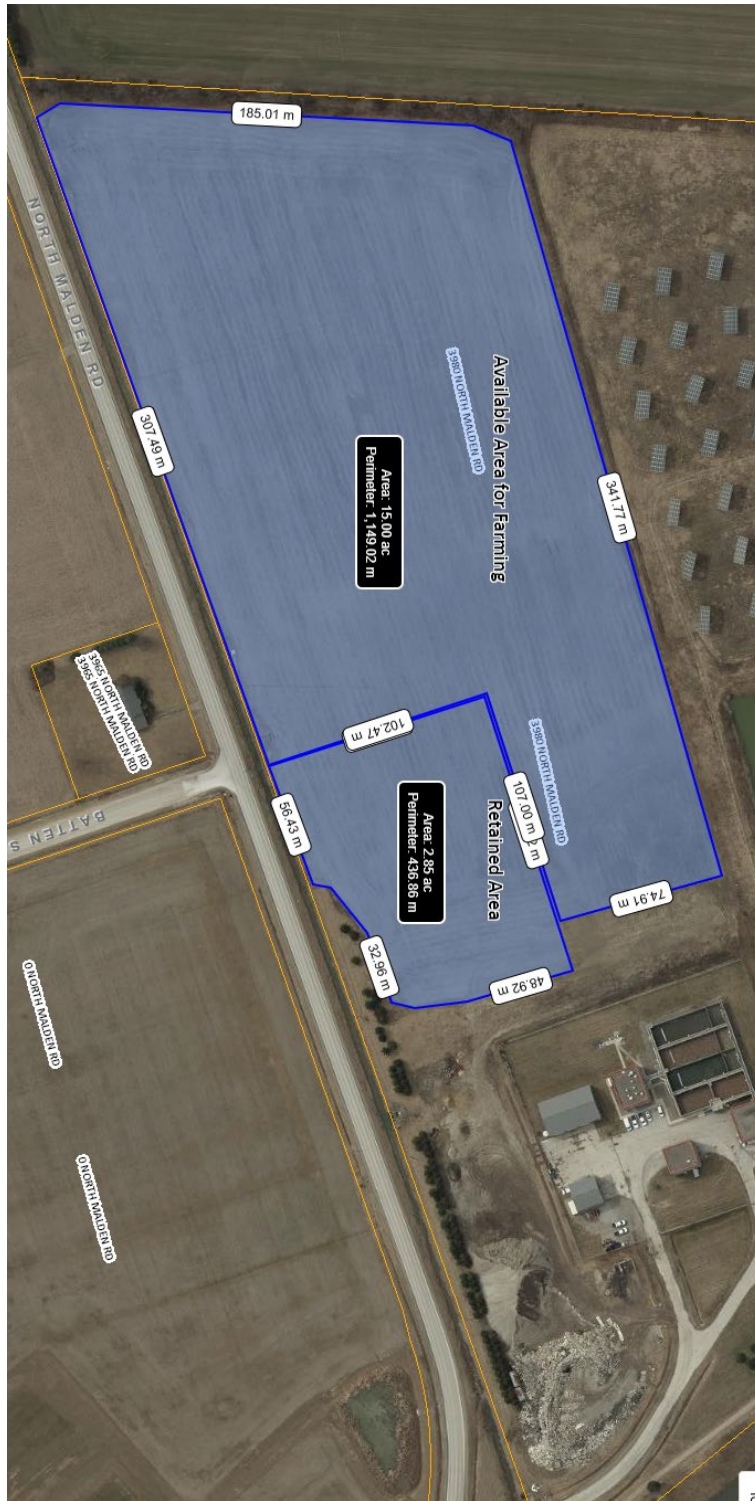 185.01 m
NORTH MALDEN RD
Available Area for Farming
3980 NORTH MALDEN RD
307.49 m
Area: 15.00 ac
Perimeter: 1,149.02 m
341.77 m
3965 NORTH MALDEN RD
3965 NORTH MALDEN RD
102.47 m
3980 NORTH MALDEN RD
107.00 m
2 m
Retained Area
Area: 2.85 ac
Perimeter: 436.86 m
56.43 m
BATTEN S
74.91 m
32.96 m
48.92 m
0 NORTH MALDEN RD
0 NORTH MALDEN RD